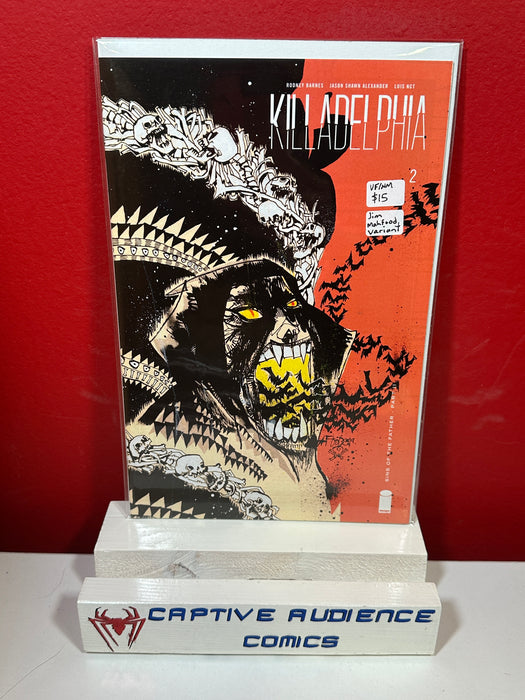 RODNEY BARNES JASON SHAWN ALEXANDER LUIS NCT
KILLADELPHIA
2
VF/NM
$15
Jim
Mahfood
Variant
SINS OF THE FATHER
CAPTIVE AUDIENCE
COMICS